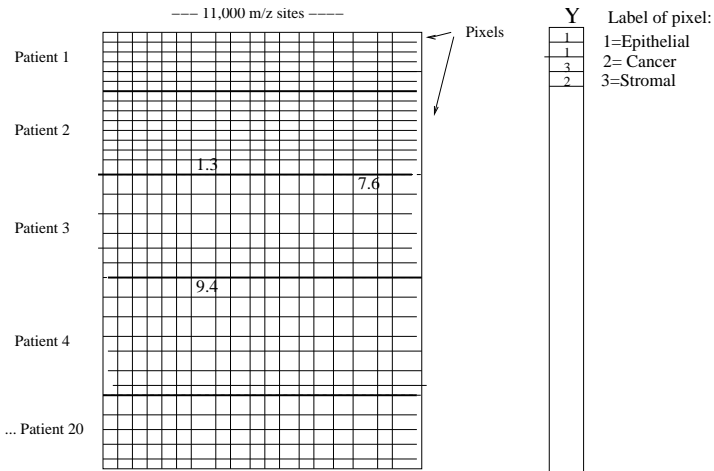 --- 11,000 m/z sites ----
Y
Label of pixel:
Pixels
1
1=Epithelial
Patient 1
1
2= Cancer
3
3=Stromal
2
Patient 2
1.3
7.6
Patient 3
9.4
Patient 4
... Patient 20